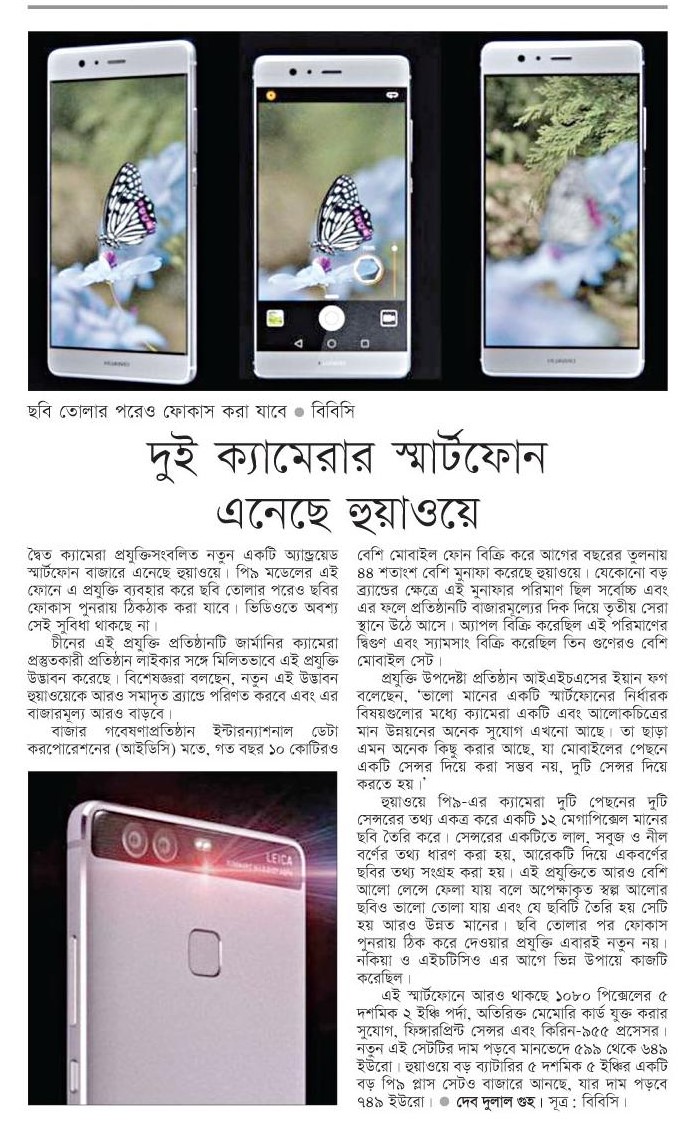 ছবি তোলার পরেও ফোকাস করা যাবে ● বিবিসি
দুই ক্যামেরার স্মার্টফোন
এনেছে হুয়াওয়ে
দ্বৈত ক্যামেরা প্রযুক্তিসংবলিত নতুন একটি অ্যান্ড্রয়েড
স্মার্টফোন বাজারে এনেছে হুয়াওয়ে। পি৯ মডেলের এই
ফোনে এ প্রযুক্তি ব্যবহার করে ছবি তোলার পরেও ছবির
ফোকাস পুনরায় ঠিকঠাক করা যাবে। ভিডিওতে অবশ্য
সেই সুবিধা থাকছে না।
চীনের এই প্রযুক্তি প্রতিষ্ঠানটি জার্মানির ক্যামেরা
প্রস্তুতকারী প্রতিষ্ঠান লাইকার সঙ্গে মিলিতভাবে এই প্রযুক্তি
উদ্ভাবন করেছে। বিশেষজ্ঞরা বলছেন, নতুন এই উদ্ভাবন
হুয়াওয়েকে আরও সমাদৃত ব্র্যান্ডে পরিণত করবে এবং এর
বাজারমূল্য আরও বাড়বে।
বাজার গবেষণাপ্রতিষ্ঠান ইন্টারন্যাশনাল ডেটা
করপোরেশনের (আইডিসি) মতে, গত বছর ১০ কোটিরও
LEICA
বেশি মোবাইল ফোন বিক্রি করে আগের বছরের তুলনায়
৪৪ শতাংশ বেশি মুনাফা করেছে হুয়াওয়ে। যেকোনো বড়
ব্র্যান্ডের ক্ষেত্রে এই মুনাফার পরিমাণ ছিল সর্বোচ্চ এবং
এর ফলে প্রতিষ্ঠানটি বাজারমূল্যের দিক দিয়ে তৃতীয় সেরা
স্থানে উঠে আসে। অ্যাপল বিক্রি করেছিল এই পরিমাণের
দ্বিগুণ এবং স্যামসাং বিক্রি করেছিল তিন গুণেরও বেশি
মোবাইল সেট।
প্রযুক্তি উপদেষ্টা প্রতিষ্ঠান আইএইচএসের ইয়ান ফগ
বলেছেন, ‘ভালো মানের একটি স্মার্টফোনের নির্ধারক
বিষয়গুলোর মধ্যে ক্যামেরা একটি এবং আলোকচিত্রের
মান উন্নয়নের অনেক সুযোগ এখনো আছে। তা ছাড়া
এমন অনেক কিছু করার আছে, যা মোবাইলের পেছনে
একটি সেন্সর দিয়ে করা সম্ভব নয়, দুটি সেন্সর দিয়ে
করতে হয়।’
হুয়াওয়ে পি৯-এর ক্যামেরা দুটি পেছনের দুটি
সেন্সরের তথ্য একত্র করে একটি ১২ মেগাপিক্সেল মানের
ছবি তৈরি করে। সেন্সরের একটিতে লাল, সবুজ ও নীল
বর্ণের তথ্য ধারণ করা হয়, আরেকটি দিয়ে একবর্ণের
ছবির তথ্য সংগ্রহ করা হয়। এই প্রযুক্তিতে আরও বেশি
আলো লেন্সে ফেলা যায় বলে অপেক্ষাকৃত স্বল্প আলোর
ছবিও ভালো তোলা যায় এবং যে ছবিটি তৈরি হয় সেটি
হয় আরও উন্নত মানের। ছবি তোলার পর ফোকাস
পুনরায় ঠিক করে দেওয়ার প্রযুক্তি এবারই নতুন নয়।
নকিয়া ও এইচটিসিও এর আগে ভিন্ন উপায়ে কাজটি
করেছিল।
এই স্মার্টফোনে আরও থাকছে ১০৮০ পিক্সেলের ৫
দশমিক ২ ইঞ্চি পর্দা, অতিরিক্ত মেমোরি কার্ড যুক্ত করার
সুযোগ, ফিঙ্গারপ্রিন্ট সেন্সর এবং কিরিন-৯৫৫ প্রসেসর।
নতুন এই সেটটির দাম পড়বে মানভেদে ৫৯৯ থেকে ৬৪৯
ইউরো। হুয়াওয়ে বড় ব্যাটারির ৫ দশমিক ৫ ইঞ্চির একটি
বড় পি৯ প্লাস সেটও বাজারে আনছে, যার দাম পড়বে
৭৪৯ ইউরো। ● দেব দুলাল গুহ। সূত্র : বিবিসি।